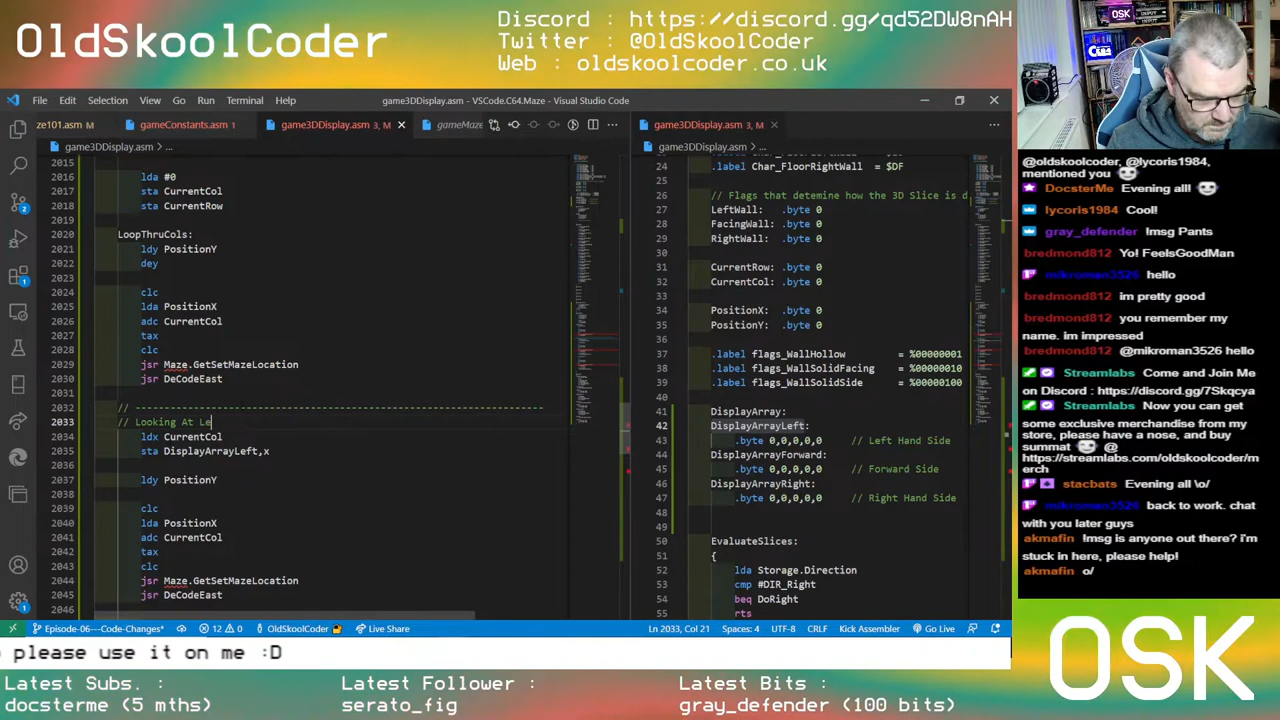 OldSkoolCoder
Discord : https://discord.gg/qd52DW8nAH
Twitter : @OldSkoolCoder
Web : oldskoolcoder.co.uk
File Edit Selection View Go Run Terminal Help
game3DDisplay.asm - VSCode.C64.Maze - Visual Studio Code
ze101.asm M
gameConstants.asm 1
game3DDisplay.asm 3, M
gameMaze
game3DDisplay.asm > ...
2015
2016 lda #0
2017 sta CurrentCol
2018 sta CurrentRow
2019
2020 LoopThruCols:
2021 ldy PositionY
2022 dey
2023
2024 clc
2025 lda PositionX
2026 adc CurrentCol
2027 tax
2028 clc
2029 jsr Maze.GetSetMazeLocation
2030 jsr DeCodeEast
2031
2032 // ----------------------------------------------------------------------
2033 // Looking At Le
2034 ldx CurrentCol
2035 sta DisplayArrayLeft,x
2036
2037 ldy PositionY
2038
2039 clc
2040 lda PositionX
2041 adc CurrentCol
2042 tax
2043 clc
2044 jsr Maze.GetSetMazeLocation
2045 jsr DeCodeEast
2046
game3DDisplay.asm 3, M
game3DDisplay.asm > ...
24 .label Char_FloorRightWall = $DF
25
26 // Flags that detemine how the 3D Slice is d
27 LeftWall: .byte 0
28 FacingWall: .byte 0
29 RightWall: .byte 0
30
31 CurrentRow: .byte 0
32 CurrentCol: .byte 0
33
34 PositionX: .byte 0
35 PositionY: .byte 0
36
37 .label Flags_WallHollow = %00000001
38 .label Flags_WallSolidFacing = %00000010
39 .label Flags_WallSolidSide = %00000100
40
41 DisplayArray:
42 DisplayArrayLeft:
43 .byte 0,0,0,0,0 // Left Hand Side
44 DisplayArrayForward:
45 .byte 0,0,0,0,0 // Forward Side
46 DisplayArrayRight:
47 .byte 0,0,0,0,0 // Right Hand Side
48
49
50 EvaluateSlices:
51 {
52 lda Storage.Direction
53 cmp #DIR_Right
54 beq DoRight
55 rts
Episode-06---Code-Changes* 12 0 OldSkoolCoder Live Share
Ln 2033, Col 21 Spaces: 4 UTF-8 CRLF Kick Assembler Go Live
@oldskoolcoder, @lycoris1984,
mentioned you
DocsterMe Evening alll
lycoris1984 Cool!
gray_defender !msg Pants
bredmond812 Yo! FeelsGoodMan
mikroman3526 hello
bredmond812 im pretty good
bredmond812 you remember my
name. im impressed
bredmond812 @mikroman3526 hello
Streamlabs Come and Join Me
on Discord : https://discord.gg/7Skqcya
Streamlabs Now you can get
some exclusive merchandise from my
store, please have a nose, and buy
summat @
https://streamlabs.com/oldskoolcoder/m
erch
stacbats Evening all \o/
mikroman3526 back to work. chat
with you later guys
akmafin !msg is anyone out there? i'm
stuck in here, please help!
akmafin o/
please use it on me :D
OSK
Latest Subs. :
docsterme (5 mths)
Latest Follower :
serato_fig
Latest Bits :
gray_defender (100 bits)